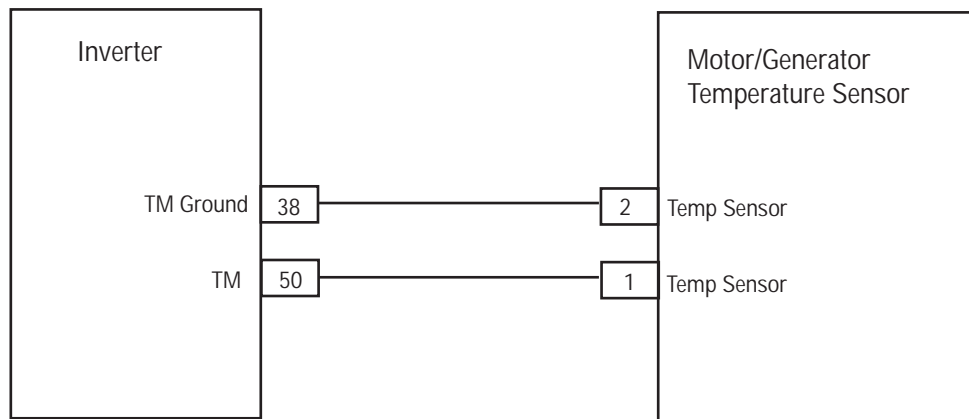 Inverter
Motor/Generator
Temperature Sensor
TM Ground 38 2 Temp Sensor
TM 50 1 Temp Sensor